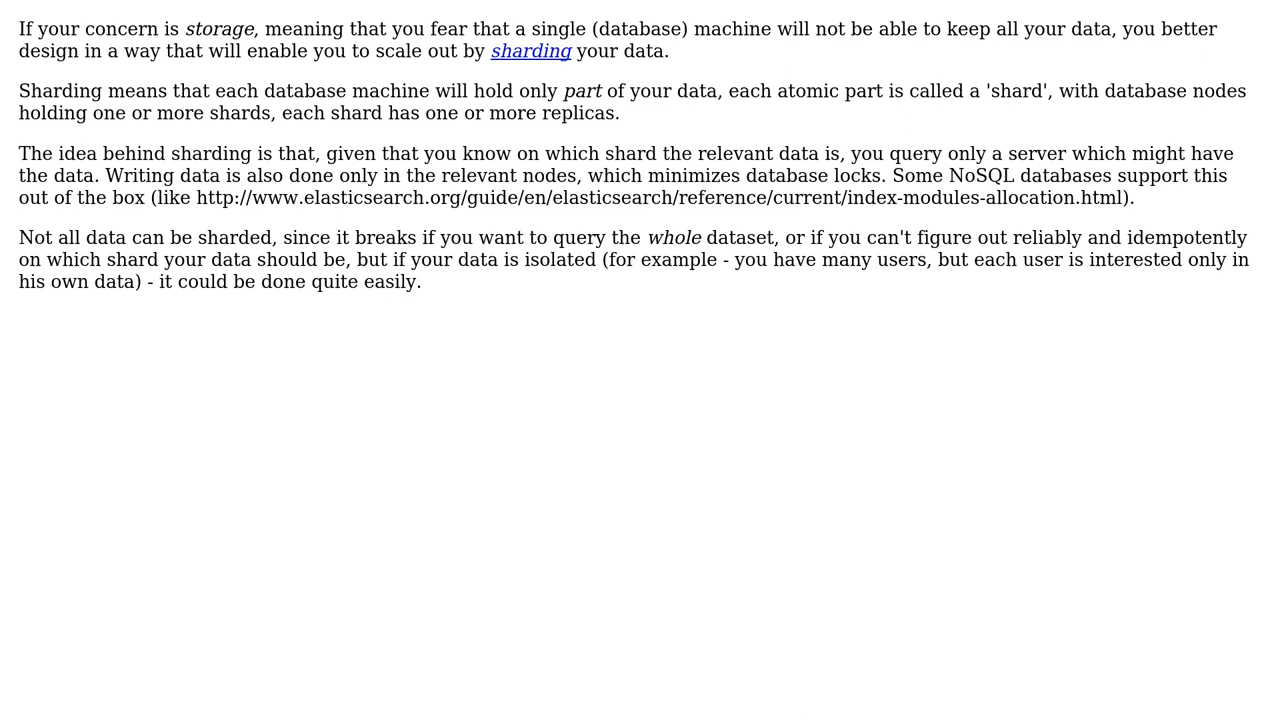 If your concern is storage, meaning that you fear that a single (database) machine will not be able to keep all your data, you better
design in a way that will enable you to scale out by sharding your data.
Sharding means that each database machine will hold only part of your data, each atomic part is called a 'shard', with database nodes
holding one or more shards, each shard has one or more replicas.
The idea behind sharding is that, given that you know on which shard the relevant data is, you query only a server which might have
the data. Writing data is also done only in the relevant nodes, which minimizes database locks. Some NoSQL databases support this
out of the box (like http://www.elasticsearch.org/guide/en/elasticsearch/reference/current/index-modules-allocation.html).
Not all data can be sharded, since it breaks if you want to query the whole dataset, or if you can't figure out reliably and idempotently
on which shard your data should be, but if your data is isolated (for example - you have many users, but each user is interested only in
his own data) - it could be done quite easily.